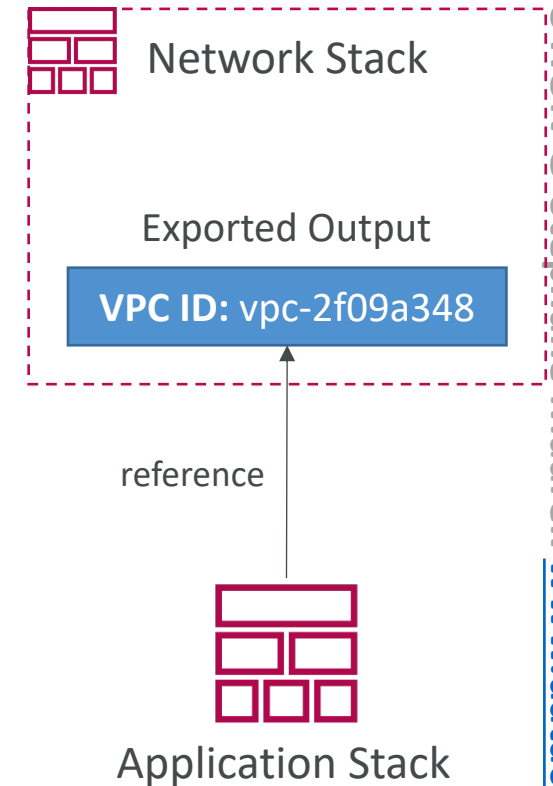 Network Stack
Exported Output
VPC ID: vpc-2f09a348
reference
Application Stack